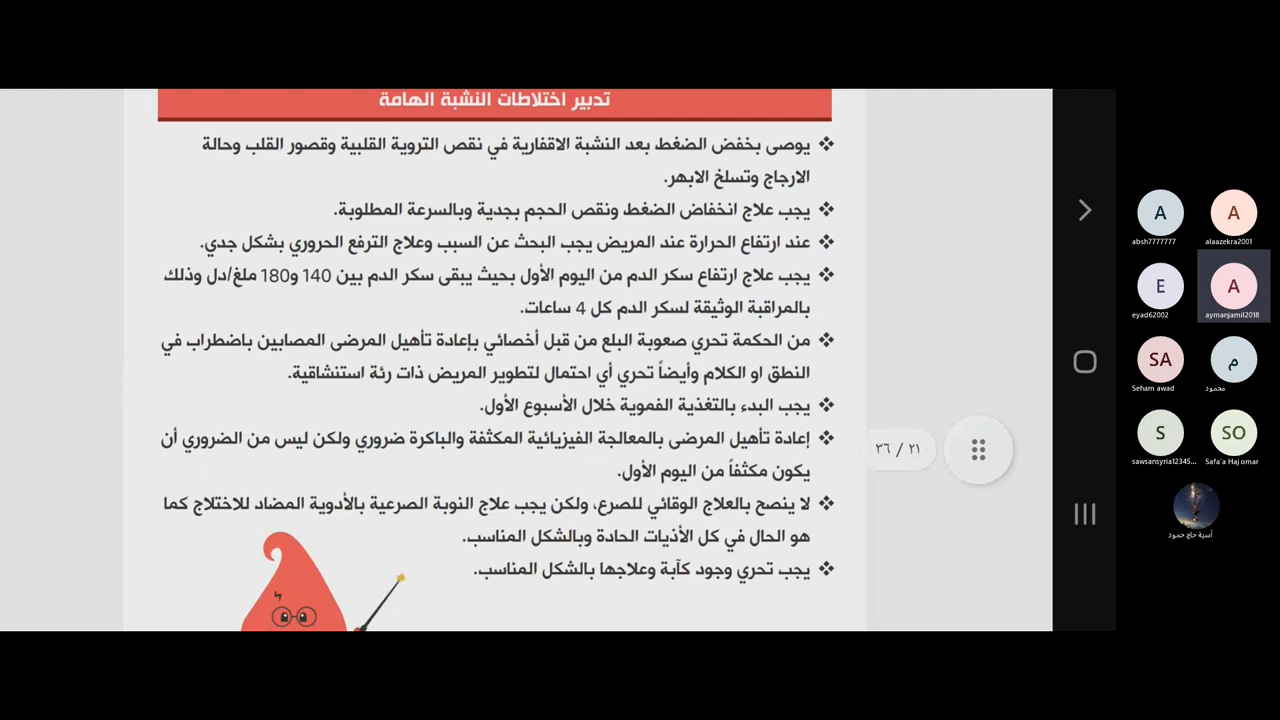 تدبير اختلاطات النشبة الهامة
❖ يوصى بخفض الضغط بعد النشبة الاقفارية في نقص التروية القلبية وقصور القلب وحالة
الارجاج وتسلخ الابهر.
❖ يجب علاج انخفاض الضغط ونقص الحجم بجدية وبالسرعة المطلوبة.
❖ عند ارتفاع الحرارة عند المريض يجب البحث عن السبب وعلاج الترفع الحروري بشكل جدي.
❖ يجب علاج ارتفاع سكر الدم من اليوم الأول بحيث يبقى سكر الدم بين 140 و180 ملغ/دل وذلك
بالمراقبة الوثيقة لسكر الدم كل 4 ساعات.
❖ من الحكمة تحري صعوبة البلع من قبل أخصائي بإعادة تأهيل المرضى المصابين باضطراب في
النطق او الكلام وأيضاً تحري أي احتمال لتطوير المريض ذات رئة استنشاقية.
❖ يجب البدء بالتغذية الفموية خلال الأسبوع الأول.
❖ إعادة تأهيل المرضى بالمعالجة الفيزيائية المكثفة والباكرة ضروري ولكن ليس من الضروري أن
يكون مكثفاً من اليوم الأول.
❖ لا ينصح بالعلاج الوقائي للصرع، ولكن يجب علاج النوبة الصرعية بالأدوية المضاد للاختلاج كما
هو الحال في كل الأذيات الحادة وبالشكل المناسب.
❖ يجب تحري وجود كآبة وعلاجها بالشكل المناسب.
٢١ / ٣٦
A
absh7777777
A
alaazekra2001
E
eyad62002
A
aymanjamil2018
SA
Seham awad
م
محمود
S
sawsansyria12345...
SO
Safa'a Haj omar
آسية حاج حمود